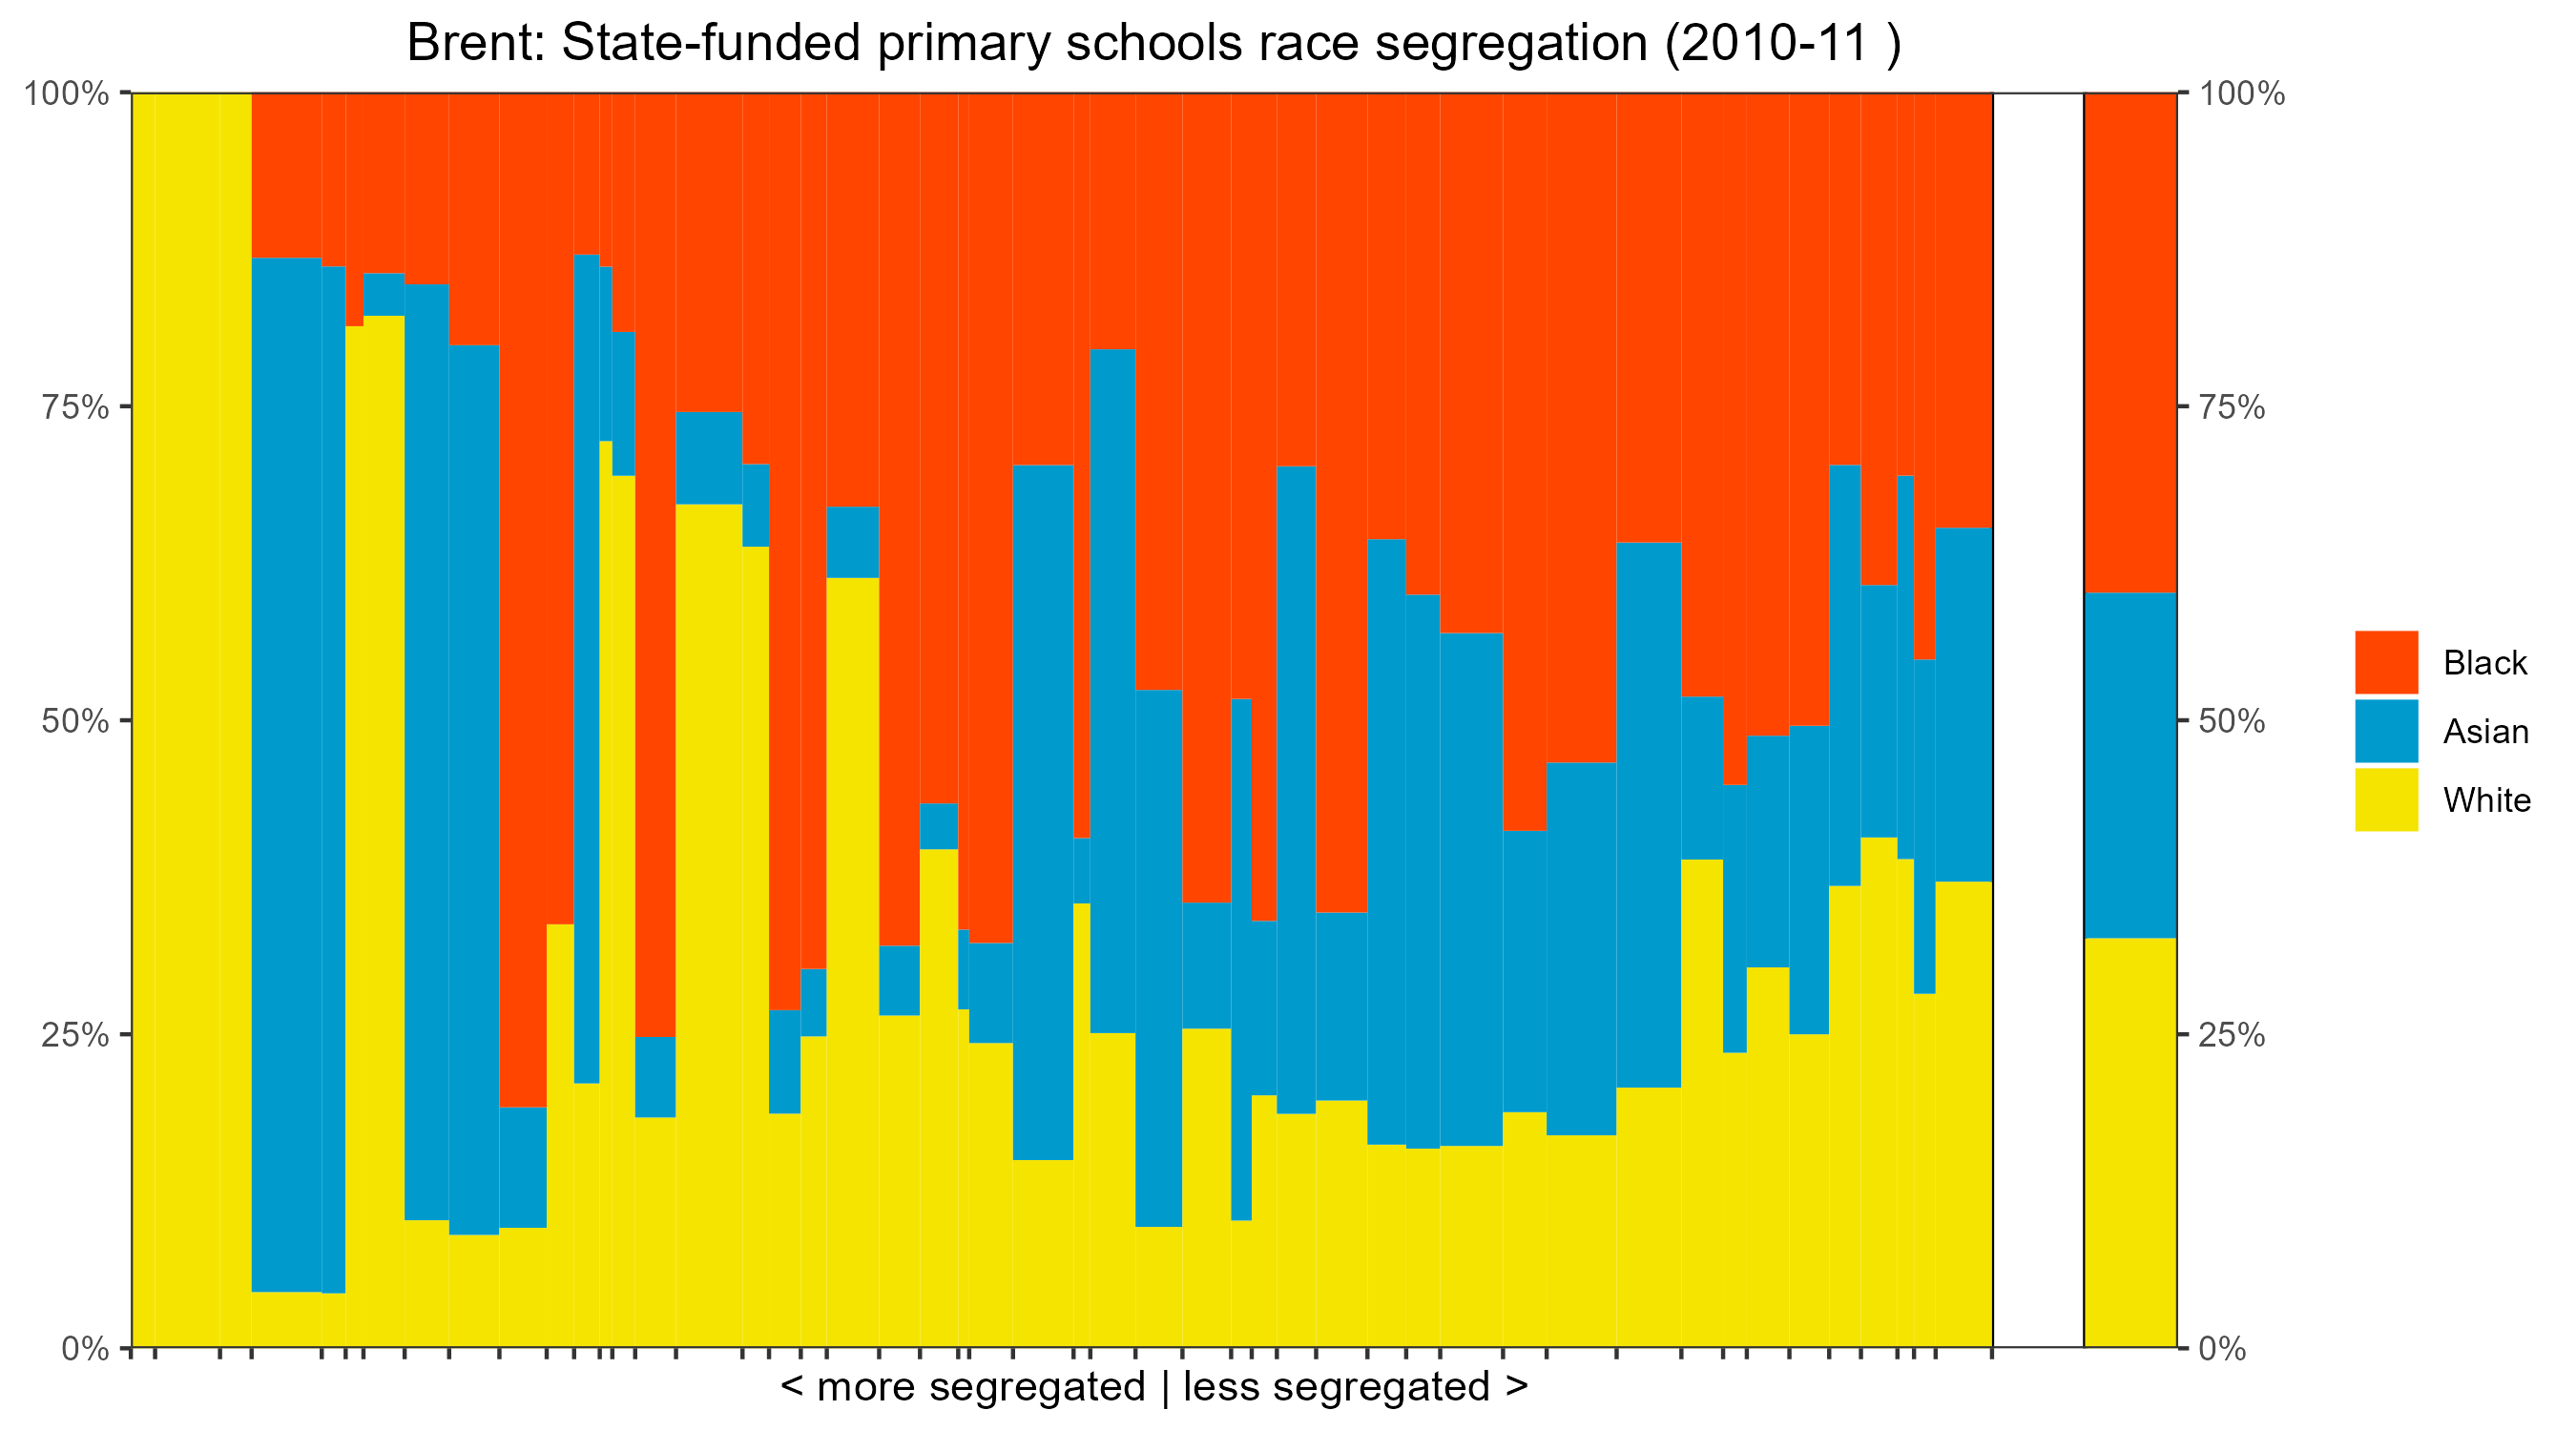 Brent: State-funded primary schools race segregation (2010-11 )
100%
75%
50%
25%
0%
100%
75%
50%
25%
0%
< more segregated | less segregated >
Black
Asian
White